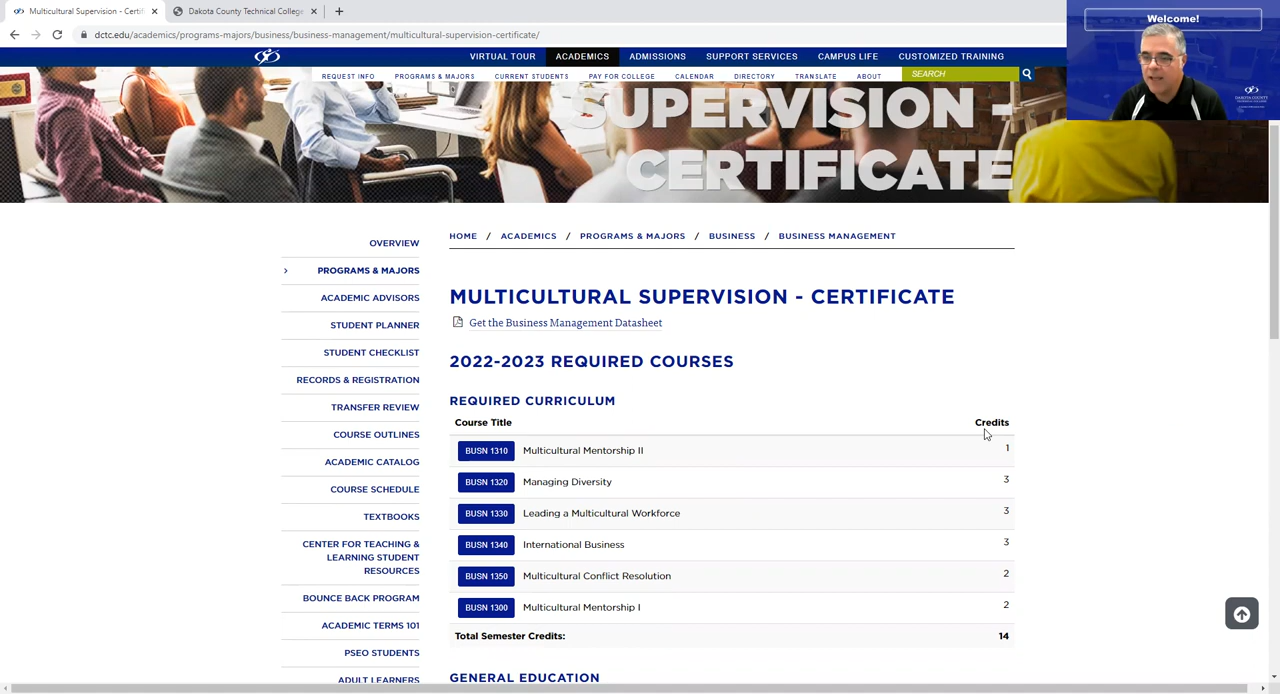 Multicultural Supervision - Certifi
Dakota County Technical College
dctc.edu/academics/programs-majors/business/business-management/multicultural-supervision-certificate/
Welcome!
VIRTUAL TOUR
ACADEMICS
ADMISSIONS
SUPPORT SERVICES
CAMPUS LIFE
CUSTOMIZED TRAINING
REQUEST INFO
PROGRAMS & MAJORS
CURRENT STUDENTS
PAY FOR COLLEGE
CALENDAR
DIRECTORY
TRANSLATE
ABOUT
SEARCH
SUPERVISION -
CERTIFICATE
DAKOTA COUNTY
OVERVIEW
PROGRAMS & MAJORS
ACADEMIC ADVISORS
STUDENT PLANNER
STUDENT CHECKLIST
RECORDS & REGISTRATION
TRANSFER REVIEW
COURSE OUTLINES
ACADEMIC CATALOG
COURSE SCHEDULE
TEXTBOOKS
CENTER FOR TEACHING &
LEARNING STUDENT
RESOURCES
BOUNCE BACK PROGRAM
ACADEMIC TERMS 101
PSEO STUDENTS
ADULT LEARNERS
HOME / ACADEMICS / PROGRAMS & MAJORS / BUSINESS / BUSINESS MANAGEMENT
MULTICULTURAL SUPERVISION - CERTIFICATE
Get the Business Management Datasheet
2022-2023 REQUIRED COURSES
REQUIRED CURRICULUM
Course Title Credits
BUSN 1310 Multicultural Mentorship II 1
BUSN 1320 Managing Diversity 3
BUSN 1330 Leading a Multicultural Workforce 3
BUSN 1340 International Business 3
BUSN 1350 Multicultural Conflict Resolution 2
BUSN 1300 Multicultural Mentorship I 2
Total Semester Credits: 14
GENERAL EDUCATION